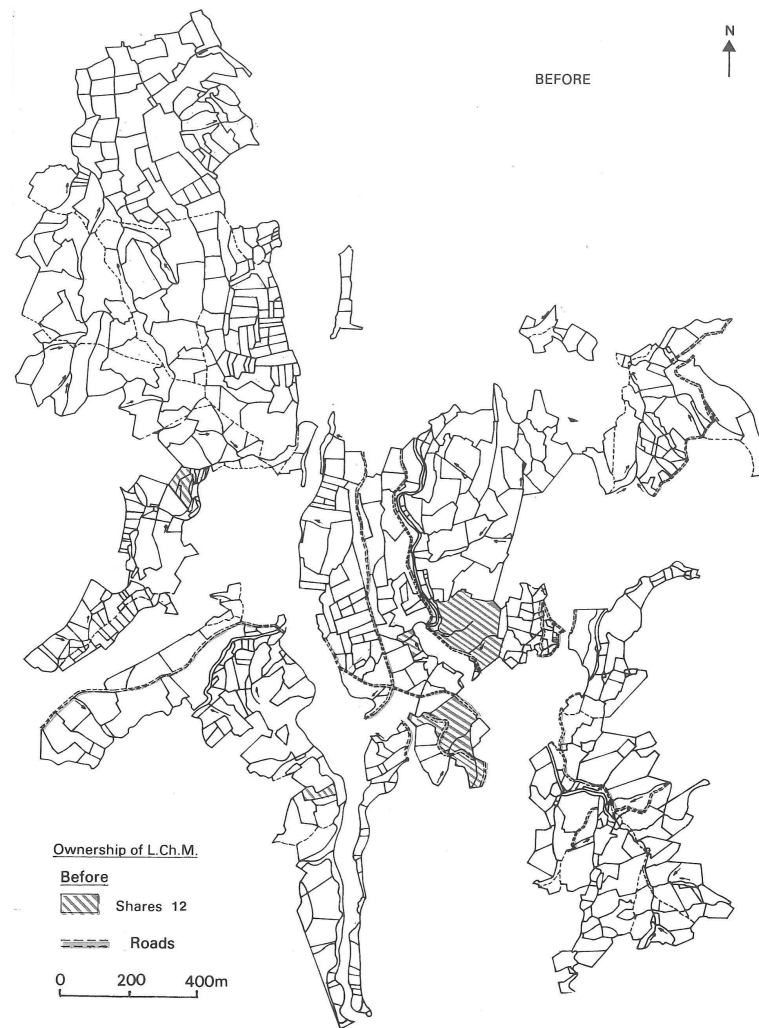 N
BEFORE
Ownership of L.Ch.M.
Before
Shares 12
Roads
0 200 400m